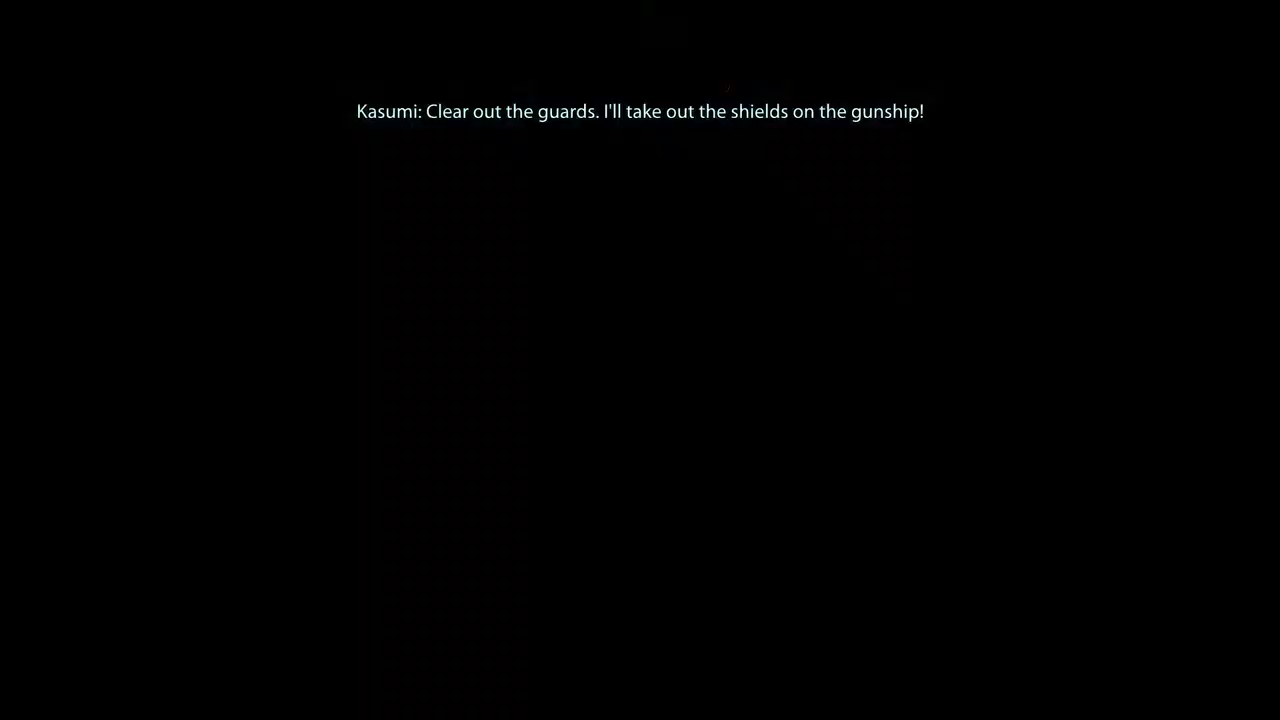 Kasumi: Clear out the guards. I'll take out the shields on the gunship!